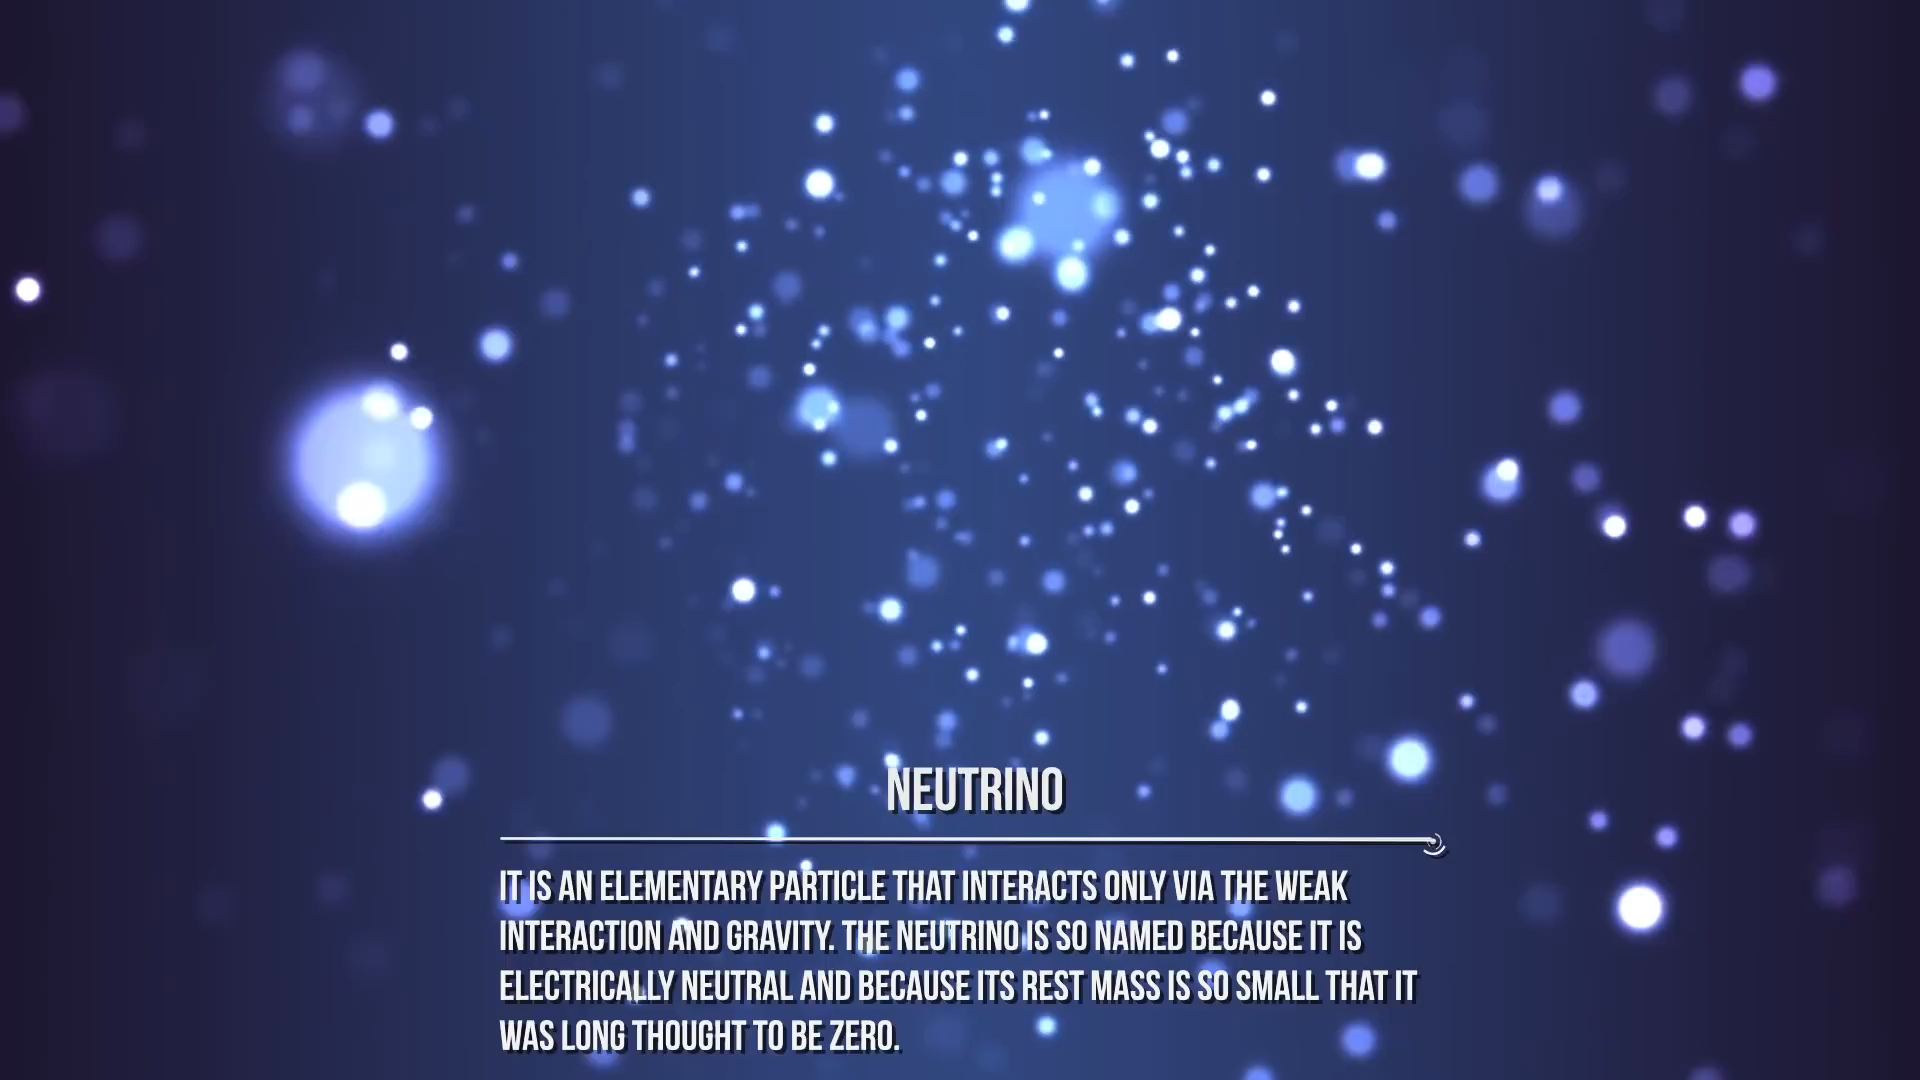 NEUTRINO
IT IS AN ELEMENTARY PARTICLE THAT INTERACTS ONLY VIA THE WEAK
INTERACTION AND GRAVITY. THE NEUTRINO IS SO NAMED BECAUSE IT IS
ELECTRICALLY NEUTRAL AND BECAUSE ITS REST MASS IS SO SMALL THAT IT
WAS LONG THOUGHT TO BE ZERO.